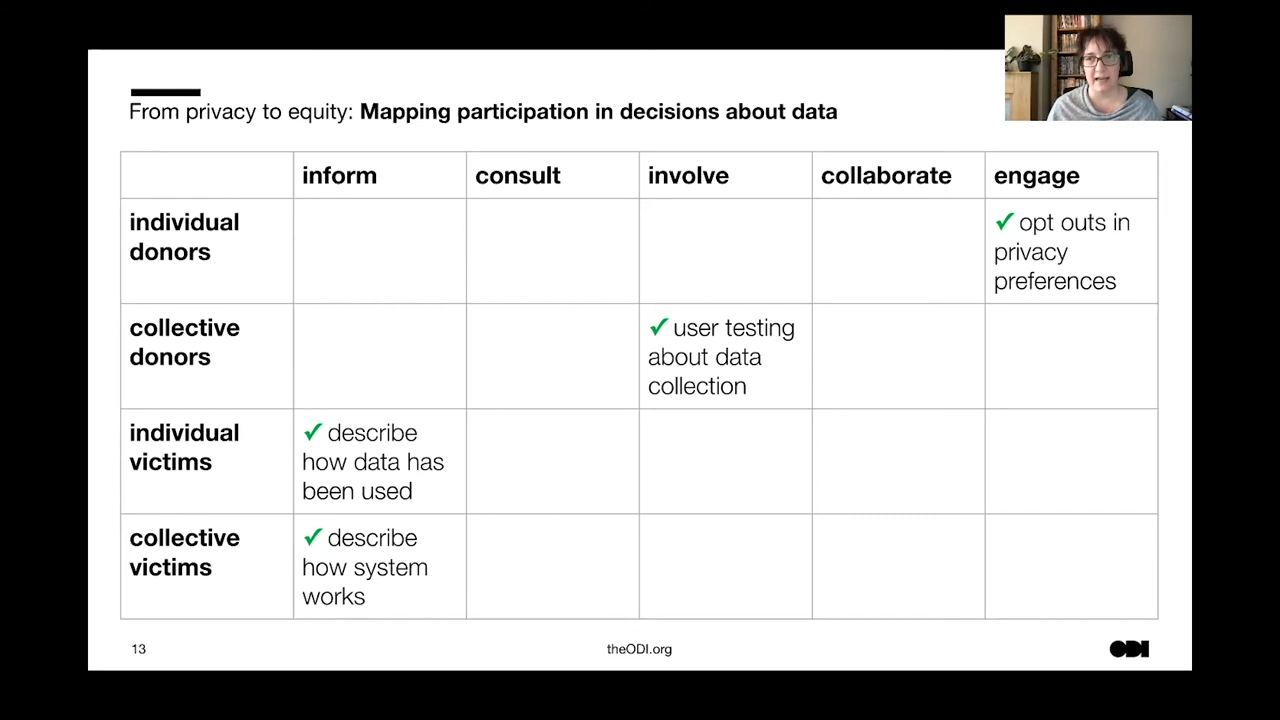 From privacy to equity: Mapping participation in decisions about data
inform consult involve collaborate engage
individual donors
✓ opt outs in privacy preferences
collective donors
✓ user testing about data collection
individual victims
✓ describe how data has been used
collective victims
✓ describe how system works
13
theODI.org
ODI